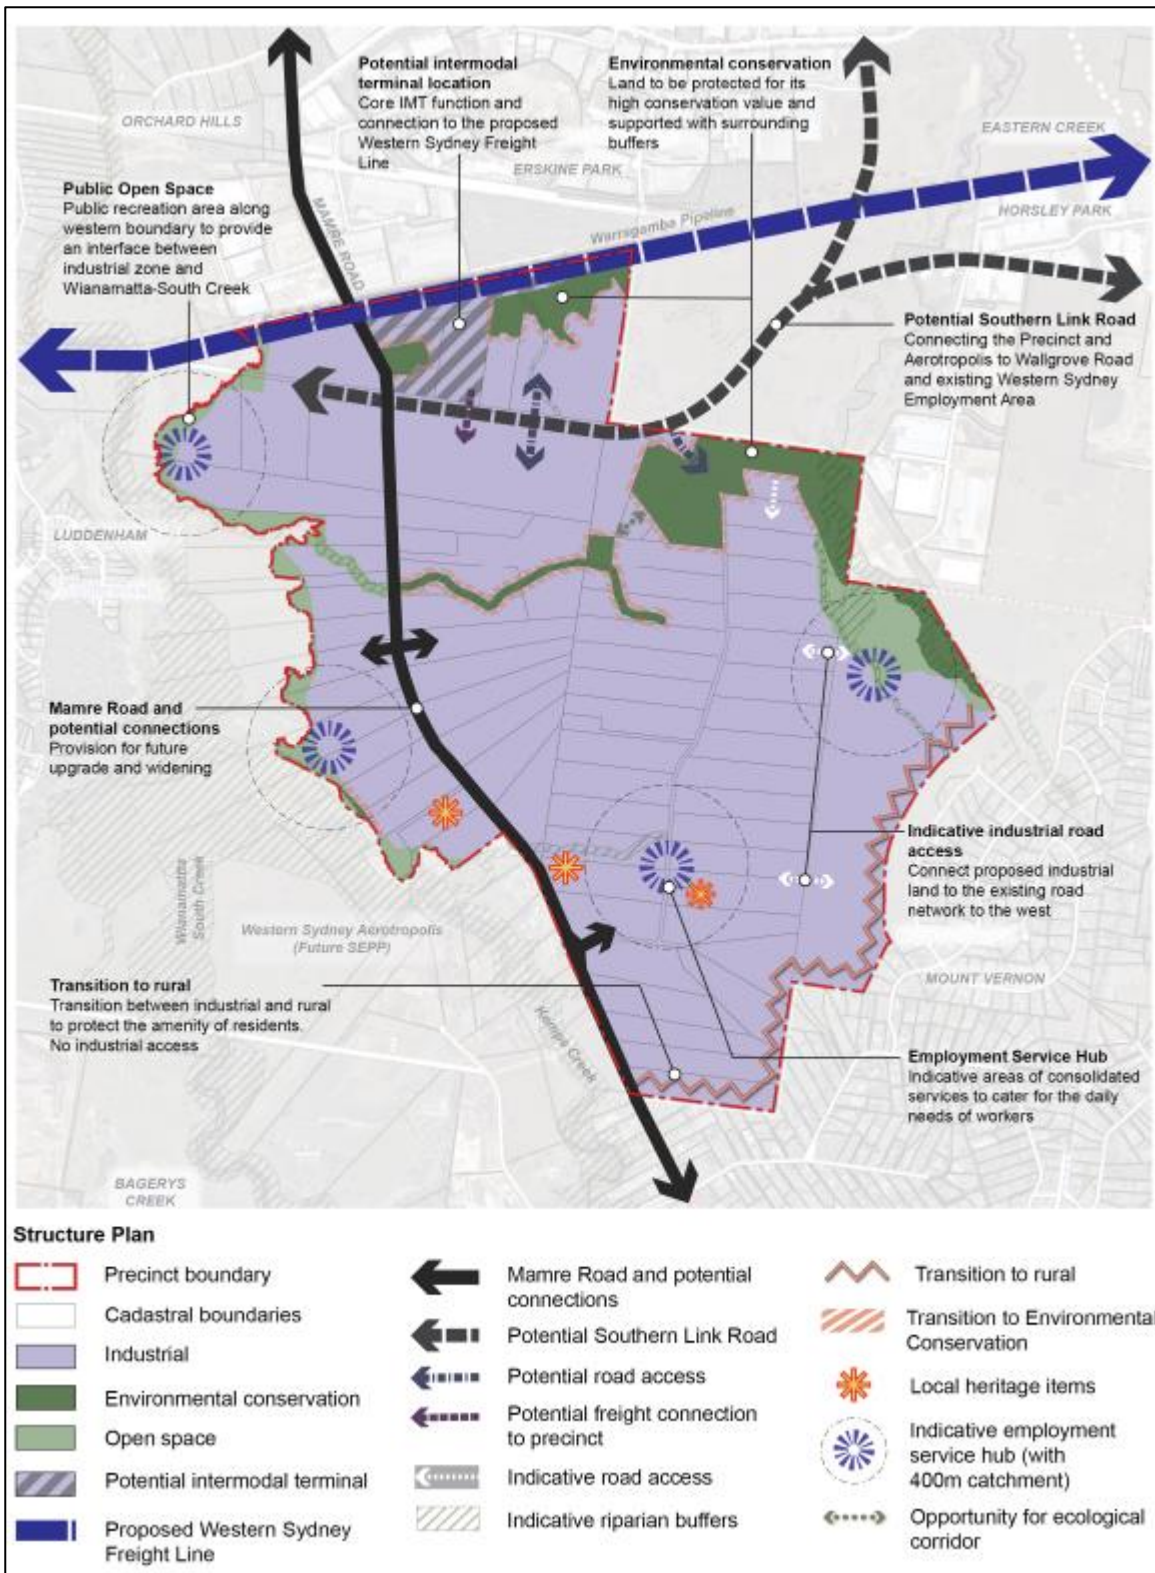 Potential intermodal
terminal location
Core IMT function and
connection to the proposed
Western Sydney Freight
Line
Environmental conservation
Land to be protected for its
high conservation value and
supported with surrounding
buffers
ORCHARD HILLS
ERSKINE PARK
EASTERN CREEK
HORSLEY PARK
Public Open Space
Public recreation area along
western boundary to provide
an interface between
industrial zone and
Wianamatta-South Creek
MAMRE ROAD
Warragamba Pipeline
Potential Southern Link Road
Connecting the Precinct and
Aerotropolis to Wallgrove Road
and existing Western Sydney
Employment Area
LUDDENHAM
Mamre Road and
potential connections
Provision for future
upgrade and widening
Indicative industrial road
access
Connect proposed industrial
land to the existing road
network to the west
Wianamatta
South Creek
Western Sydney Aerotropolis
(Future SEPP)
MOUNT VERNON
Transition to rural
Transition between industrial and rural
to protect the amenity of residents.
No industrial access
Kemps Creek
Employment Service Hub
Indicative areas of consolidated
services to cater for the daily
needs of workers
BAGERYS
CREEK
Structure Plan
Precinct boundary
Cadastral boundaries
Industrial
Environmental conservation
Open space
Potential intermodal terminal
Proposed Western Sydney
Freight Line
Mamre Road and potential
connections
Potential Southern Link Road
Potential road access
Potential freight connection
to precinct
Indicative road access
Indicative riparian buffers
Transition to rural
Transition to Environmental
Conservation
Local heritage items
Indicative employment
service hub (with
400m catchment)
Opportunity for ecological
corridor